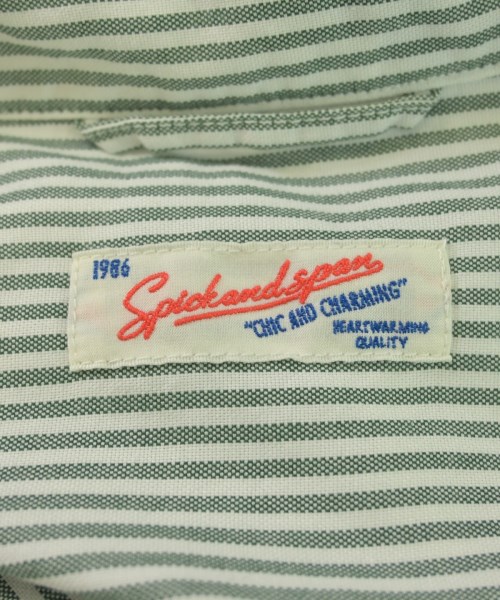 1986
Spickandspan
"CHIC AND CHARMING"
HEARTWARMING
QUALITY